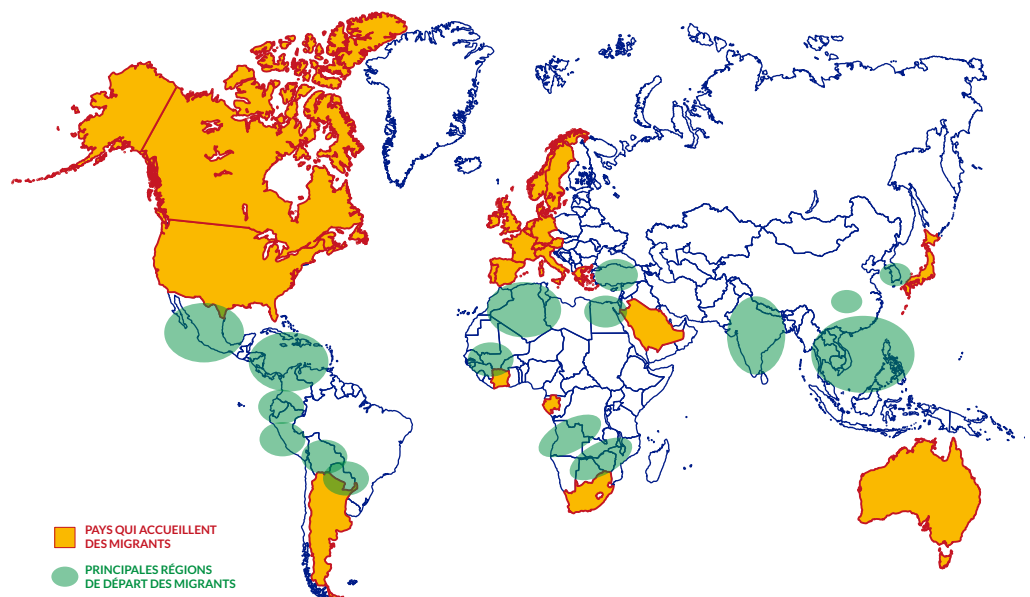 PAYS QUI ACCUEILLENT
DES MIGRANTS
PRINCIPALES RÉGIONS
DE DÉPART DES MIGRANTS